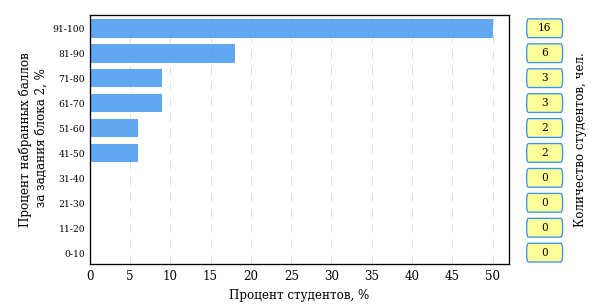 Процент набранных баллов
за задания блока 2, %
91-100 16
81-90 6
71-80 3
61-70 3
51-60 2
41-50 2
31-40 0
21-30 0
11-20 0
0-10 0
0 5 10 15 20 25 30 35 40 45 50
Процент студентов, %
Количество студентов, чел.